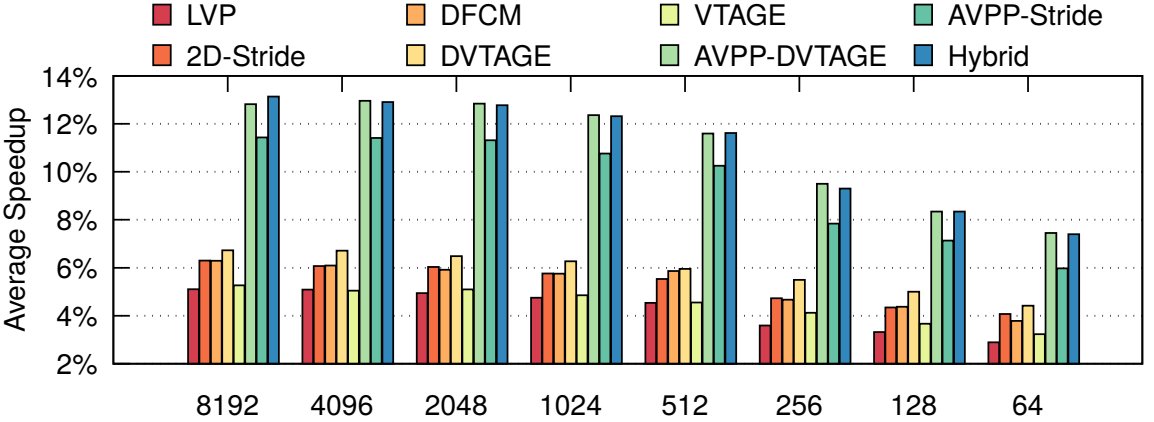 LVP DFCM VTAGE AVPP-Stride
2D-Stride DVTAGE AVPP-DVTAGE Hybrid
Average Speedup
14%
12%
10%
8%
6%
4%
2%
8192 4096 2048 1024 512 256 128 64